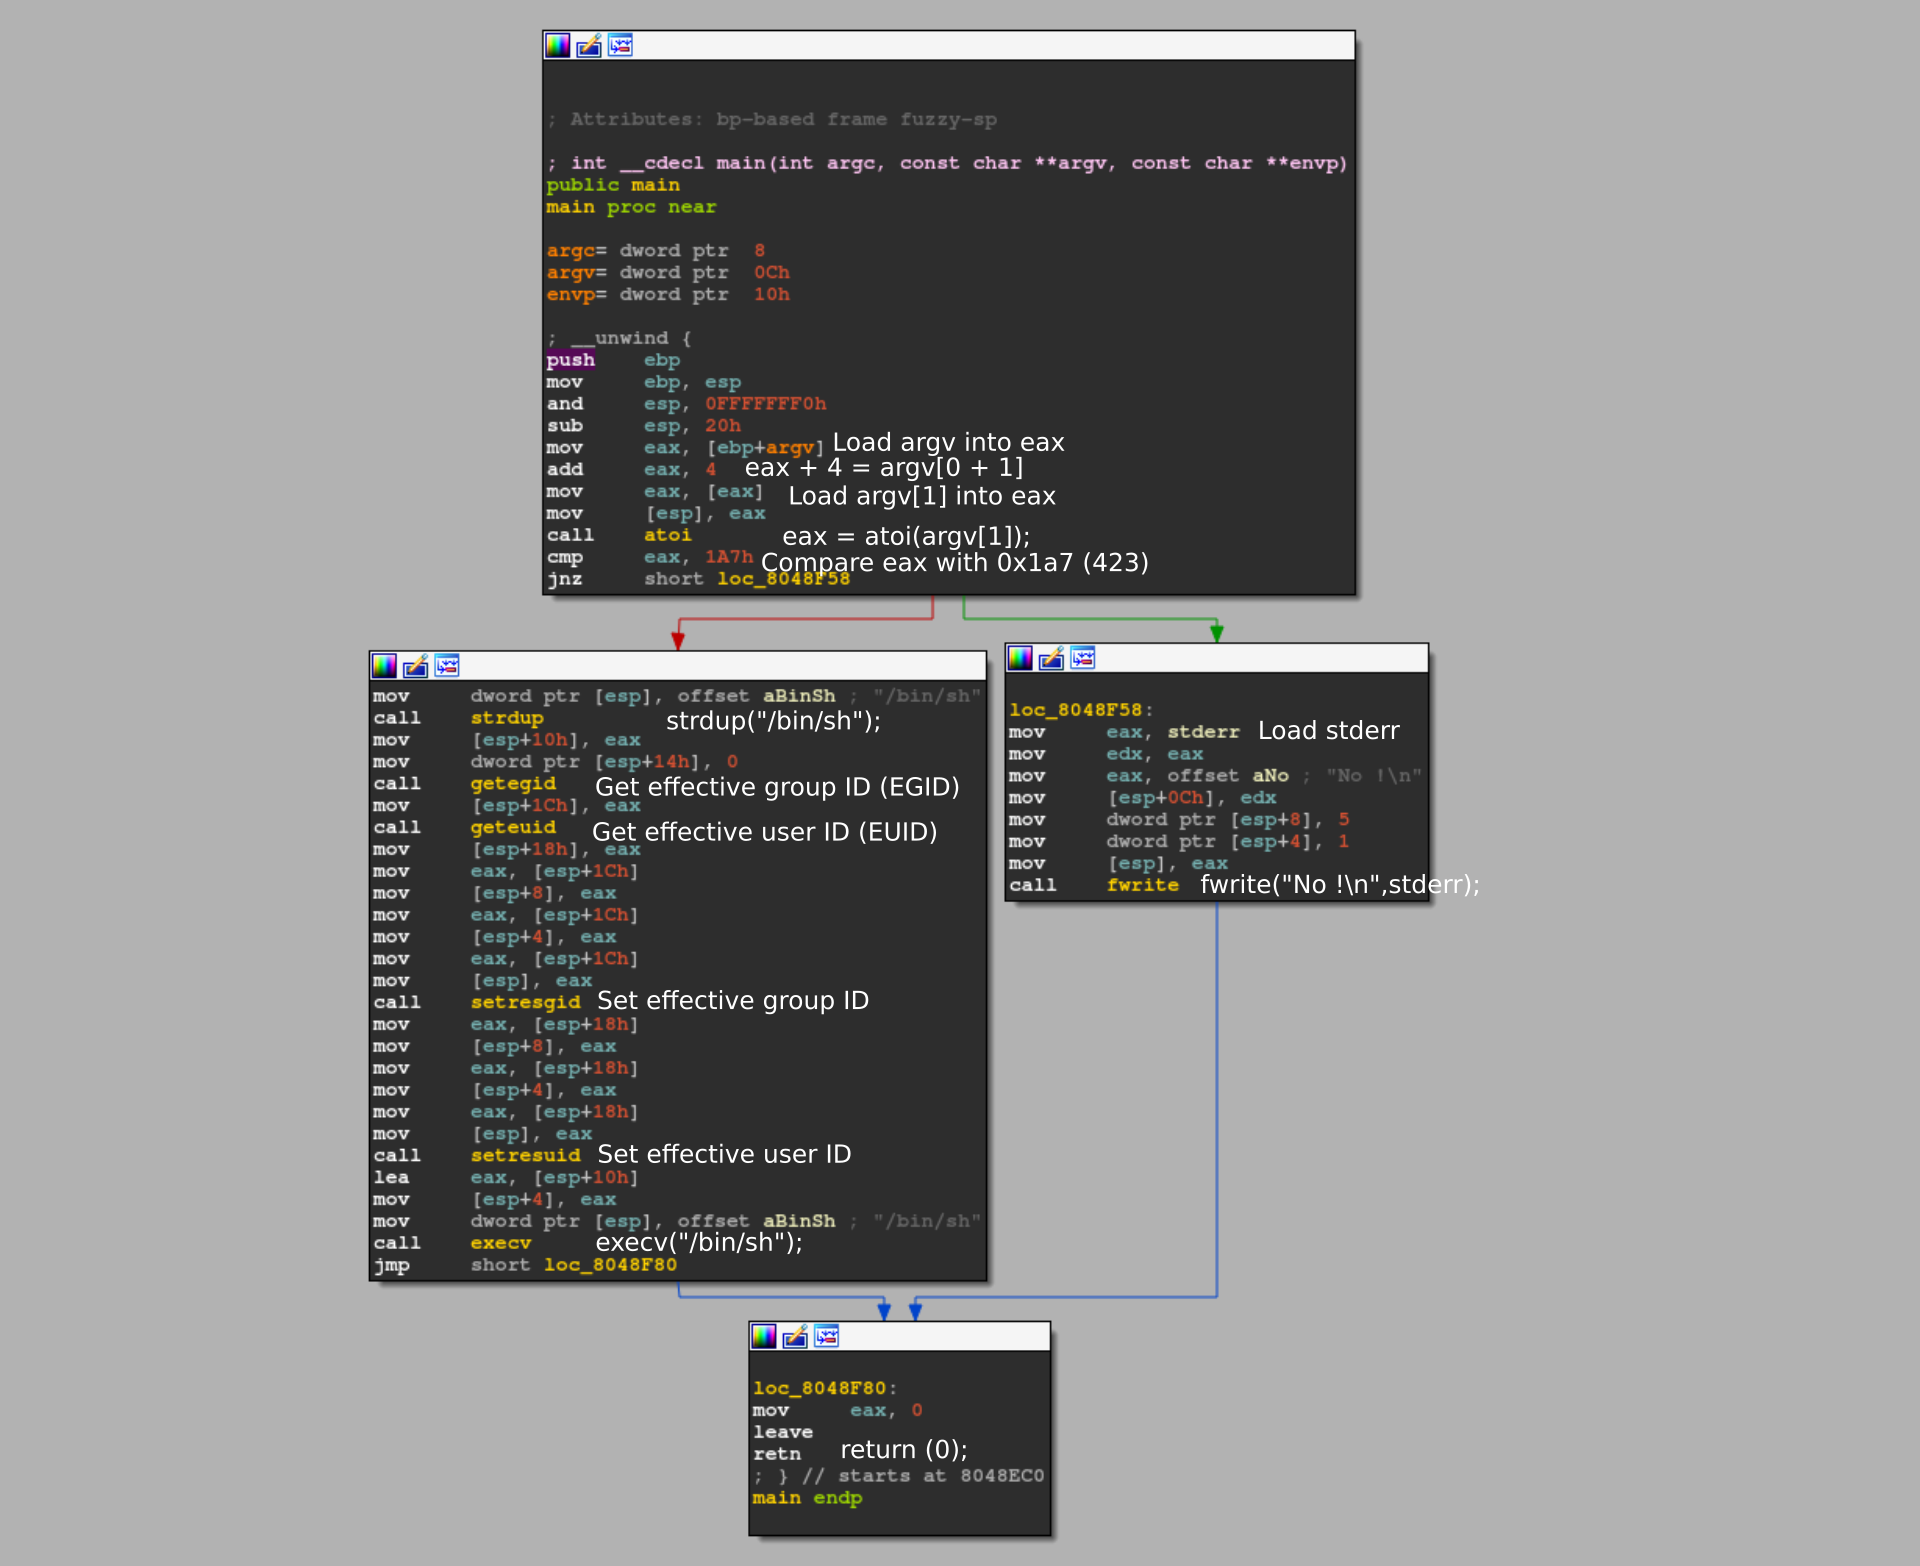 ; Attributes: bp-based frame fuzzy-sp
; int __cdecl main(int argc, const char **argv, const char **envp)
public main
main proc near
argc= dword ptr  8
argv= dword ptr  0Ch
envp= dword ptr  10h
; __unwind {
push    ebp
mov     ebp, esp
and     esp, 0FFFFFFF0h
sub     esp, 20h
mov     eax, [ebp+argv] Load argv into eax
add     eax, 4 eax + 4 = argv[0 + 1]
mov     eax, [eax] Load argv[1] into eax
mov     [esp], eax
call    atoi eax = atoi(argv[1]);
cmp     eax, 1A7h Compare eax with 0x1a7 (423)
jnz     short loc_8048F58
mov     dword ptr [esp], offset aBinSh ; "/bin/sh"
call    strdup strdup("/bin/sh");
mov     [esp+10h], eax
mov     dword ptr [esp+14h], 0
call    getegid Get effective group ID (EGID)
mov     [esp+1Ch], eax
call    geteuid Get effective user ID (EUID)
mov     [esp+18h], eax
mov     eax, [esp+1Ch]
mov     [esp+8], eax
mov     eax, [esp+1Ch]
mov     [esp+4], eax
mov     eax, [esp+1Ch]
mov     [esp], eax
call    setresgid Set effective group ID
mov     eax, [esp+18h]
mov     [esp+8], eax
mov     eax, [esp+18h]
mov     [esp+4], eax
mov     eax, [esp+18h]
mov     [esp], eax
call    setresuid Set effective user ID
lea     eax, [esp+10h]
mov     [esp+4], eax
mov     dword ptr [esp], offset aBinSh ; "/bin/sh"
call    execv execv("/bin/sh");
jmp     short loc_8048F80
loc_8048F58:
mov     eax, stderr Load stderr
mov     edx, eax
mov     eax, offset aNo ; "No !\n"
mov     [esp+0Ch], edx
mov     dword ptr [esp+8], 5
mov     dword ptr [esp+4], 1
mov     [esp], eax
call    fwrite fwrite("No !\n",stderr);
loc_8048F80:
mov     eax, 0
leave
retn return (0);
; } // starts at 8048EC0
main endp